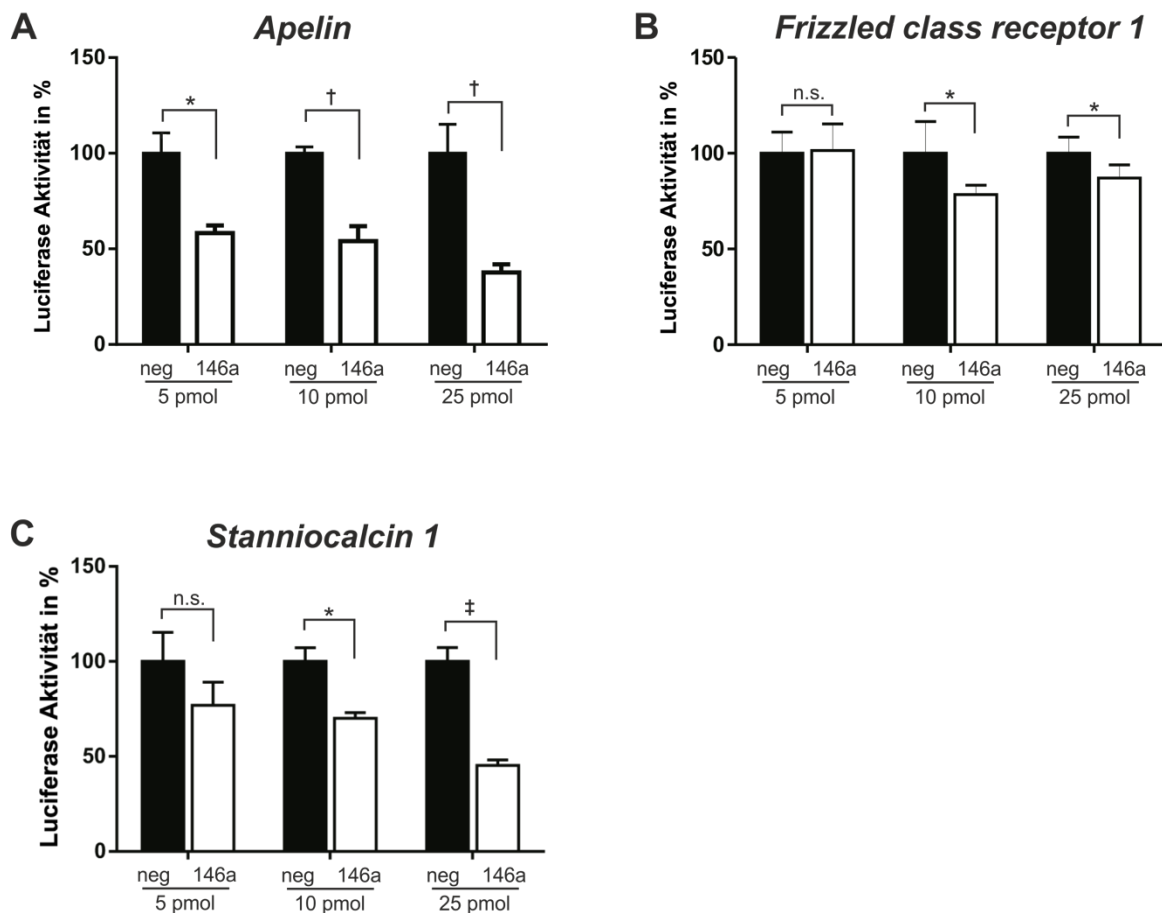 A
Apelin
Luciferase Aktivität in %
150
100
50
0
*
†
†
neg 146a neg 146a neg 146a
5 pmol 10 pmol 25 pmol
B
Frizzled class receptor 1
Luciferase Aktivität in %
150
100
50
0
n.s.
*
*
neg 146a neg 146a neg 146a
5 pmol 10 pmol 25 pmol
C
Stanniocalcin 1
Luciferase Aktivität in %
150
100
50
0
n.s.
*
‡
neg 146a neg 146a neg 146a
5 pmol 10 pmol 25 pmol